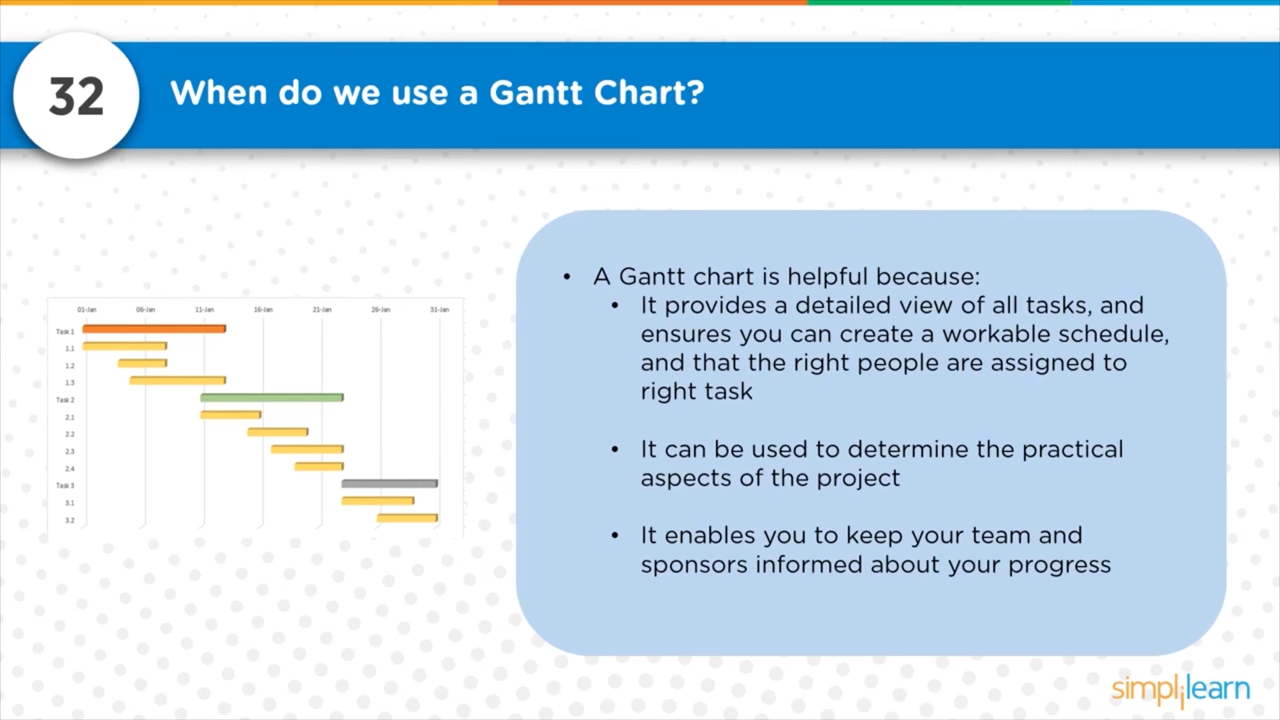 32
When do we use a Gantt Chart?
01-Jan 06-Jan 11-Jan 16-Jan 21-Jan 26-Jan 31-Jan
Task 1
1.1
1.2
1.3
Task 2
2.1
2.2
2.3
2.4
Task 3
3.1
3.2
• A Gantt chart is helpful because:
• It provides a detailed view of all tasks, and
ensures you can create a workable schedule,
and that the right people are assigned to
right task
• It can be used to determine the practical
aspects of the project
• It enables you to keep your team and
sponsors informed about your progress
simplilearn